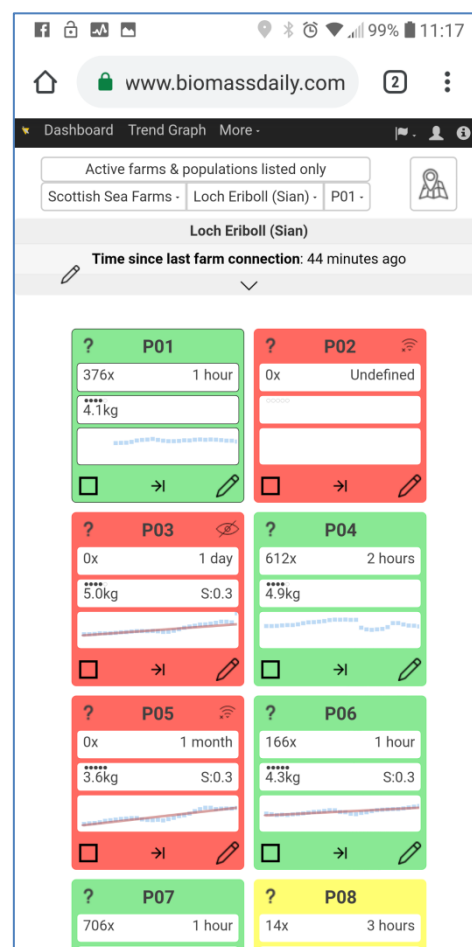 99% 11:17
www.biomassdaily.com 2
Dashboard Trend Graph More
Active farms & populations listed only
Scottish Sea Farms Loch Eriboll (Sian) P01
Loch Eriboll (Sian)
Time since last farm connection: 44 minutes ago
? P01 ? P02
376x 1 hour 0x Undefined
4.1kg
? P03 ? P04
0x 1 day 612x 2 hours
5.0kg S:0.3 4.9kg
? P05 ? P06
0x 1 month 166x 1 hour
3.6kg S:0.3 4.3kg S:0.3
? P07 ? P08
706x 1 hour 14x 3 hours